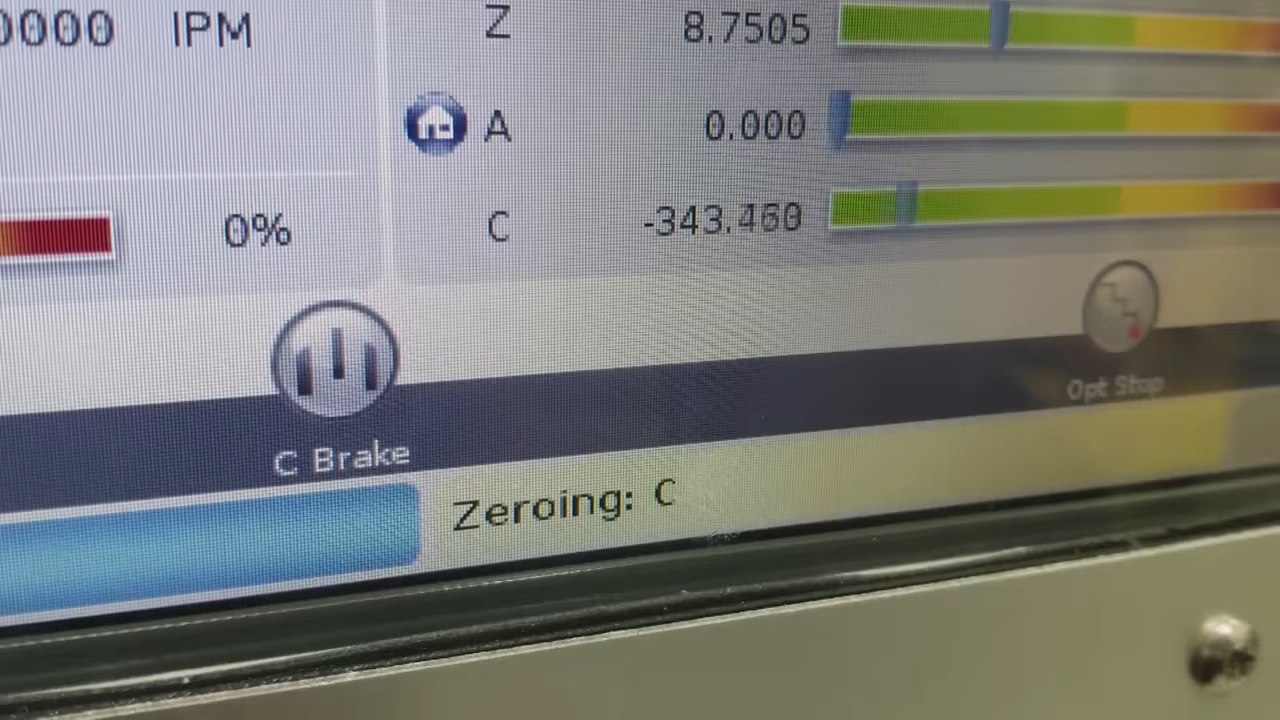 0000 IPM
Z 8.7505
A 0.000
0% C -343.460
Opt Stop
C Brake
Zeroing: C